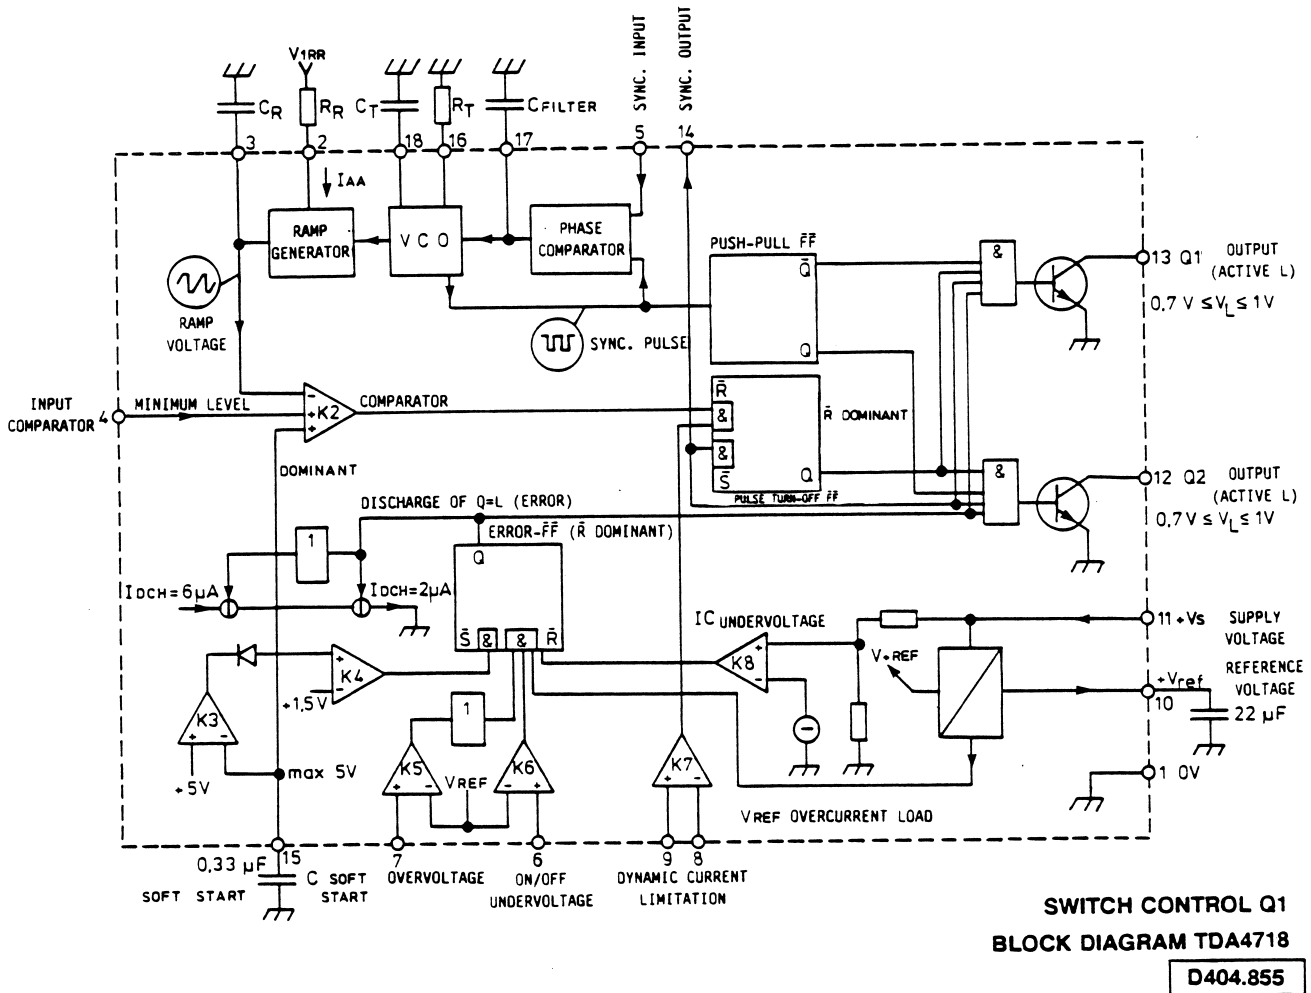 V1RR
SYNC. INPUT
SYNC. OUTPUT
CR
RR
CT
RT
CFILTER
3
2
18
16
17
5
14
IAA
RAMP
GENERATOR
VCO
PHASE
COMPARATOR
PUSH-PULL F̅F̅
Q̅
Q
&
13 Q1
OUTPUT
(ACTIVE L)
0,7 V ≤ VL ≤ 1V
RAMP
VOLTAGE
SYNC. PULSE
INPUT
COMPARATOR
4
MINIMUM LEVEL
-
+
+
K2
COMPARATOR
R̅
&
&
S̅
Q
R̅ DOMINANT
PULSE TURN-OFF F̅F̅
DOMINANT
&
12 Q2
OUTPUT
(ACTIVE L)
0,7V ≤ VL ≤ 1V
DISCHARGE OF Q=L (ERROR)
ERROR-F̅F̅ (R̅ DOMINANT)
1
Q
IDCH=6µA
IDCH=2µA
S̅
&
&
R̅
IC UNDERVOLTAGE
+
-
K8
V+REF
11 +Vs
SUPPLY
VOLTAGE
REFERENCE
VOLTAGE
+Vref
10
22 µF
+
-
K4
+1,5V
K3
+
-
+5V
max 5V
1
K5
+
-
VREF
K6
-
+
K7
+
-
1 0V
VREF OVERCURRENT LOAD
15
0,33 µF
SOFT START
C SOFT
START
7
OVERVOLTAGE
6
ON/OFF
UNDERVOLTAGE
9
8
DYNAMIC CURRENT
LIMITATION
SWITCH CONTROL Q1
BLOCK DIAGRAM TDA4718
D404.855